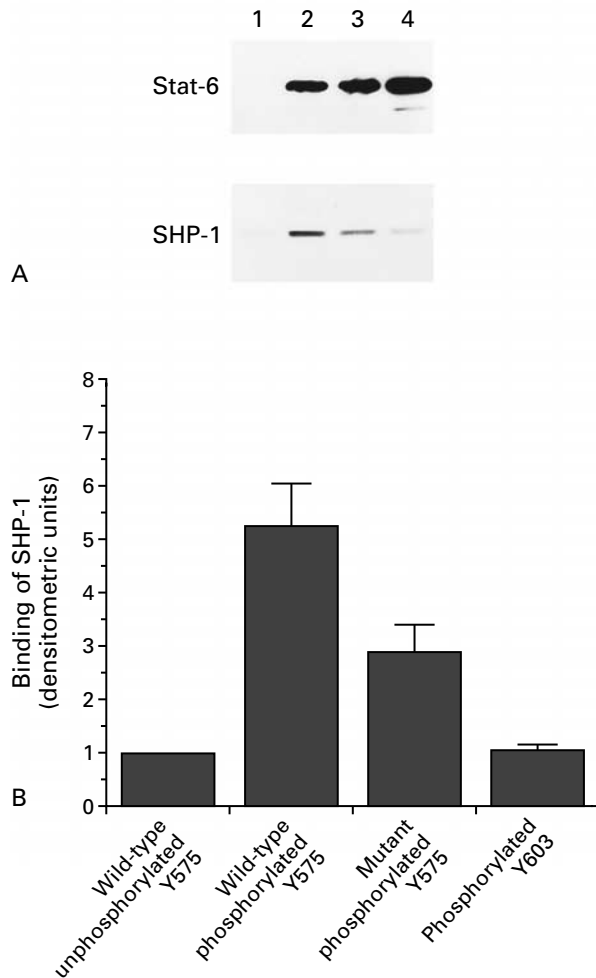 1 2 3 4
Stat-6
SHP-1
A
8
7
6
5
4
3
2
1
0
Binding of SHP-1
(densitometric units)
B
Wild-type
unphosphorylated
Y575
Wild-type
phosphorylated
Y575
Mutant
phosphorylated
Y575
Phosphorylated
Y603